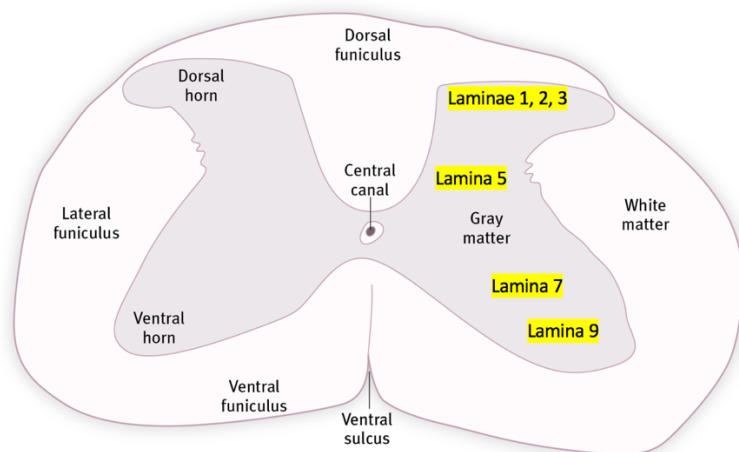 Dorsal
funiculus
Dorsal
horn
Laminae 1, 2, 3
Central
canal
Lamina 5
Lateral
funiculus
Gray
matter
White
matter
Lamina 7
Ventral
horn
Lamina 9
Ventral
funiculus
Ventral
sulcus